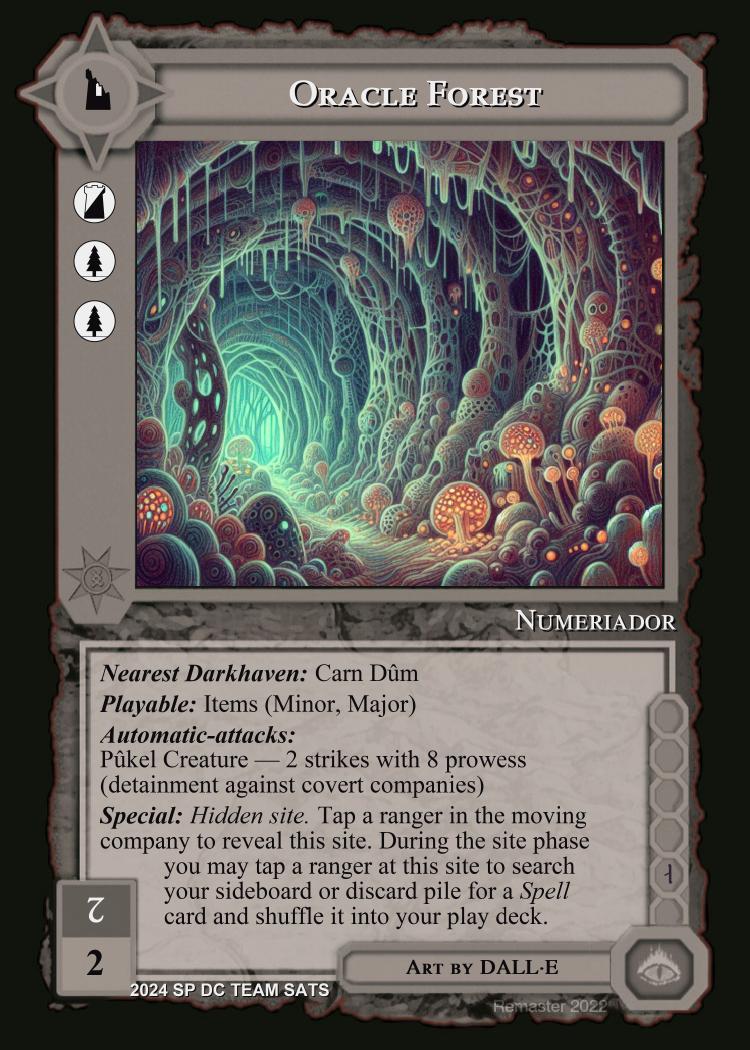 Oracle Forest
Numeriador
Nearest Darkhaven: Carn Dûm
Playable: Items (Minor, Major)
Automatic-attacks:
Pûkel Creature — 2 strikes with 8 prowess
(detainment against covert companies)
Special: Hidden site. Tap a ranger in the moving
company to reveal this site. During the site phase
you may tap a ranger at this site to search
your sideboard or discard pile for a Spell
card and shuffle it into your play deck.
2
Art by DALL·E
2024 SP DC TEAM SATS
Remaster 2022